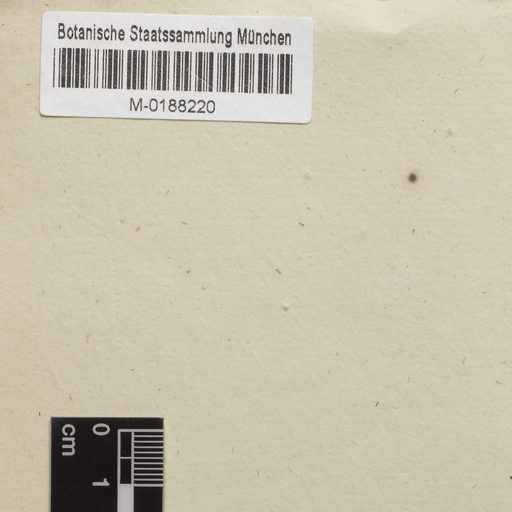 Botanische Staatssammlung München
M-0188220
cm
0
1